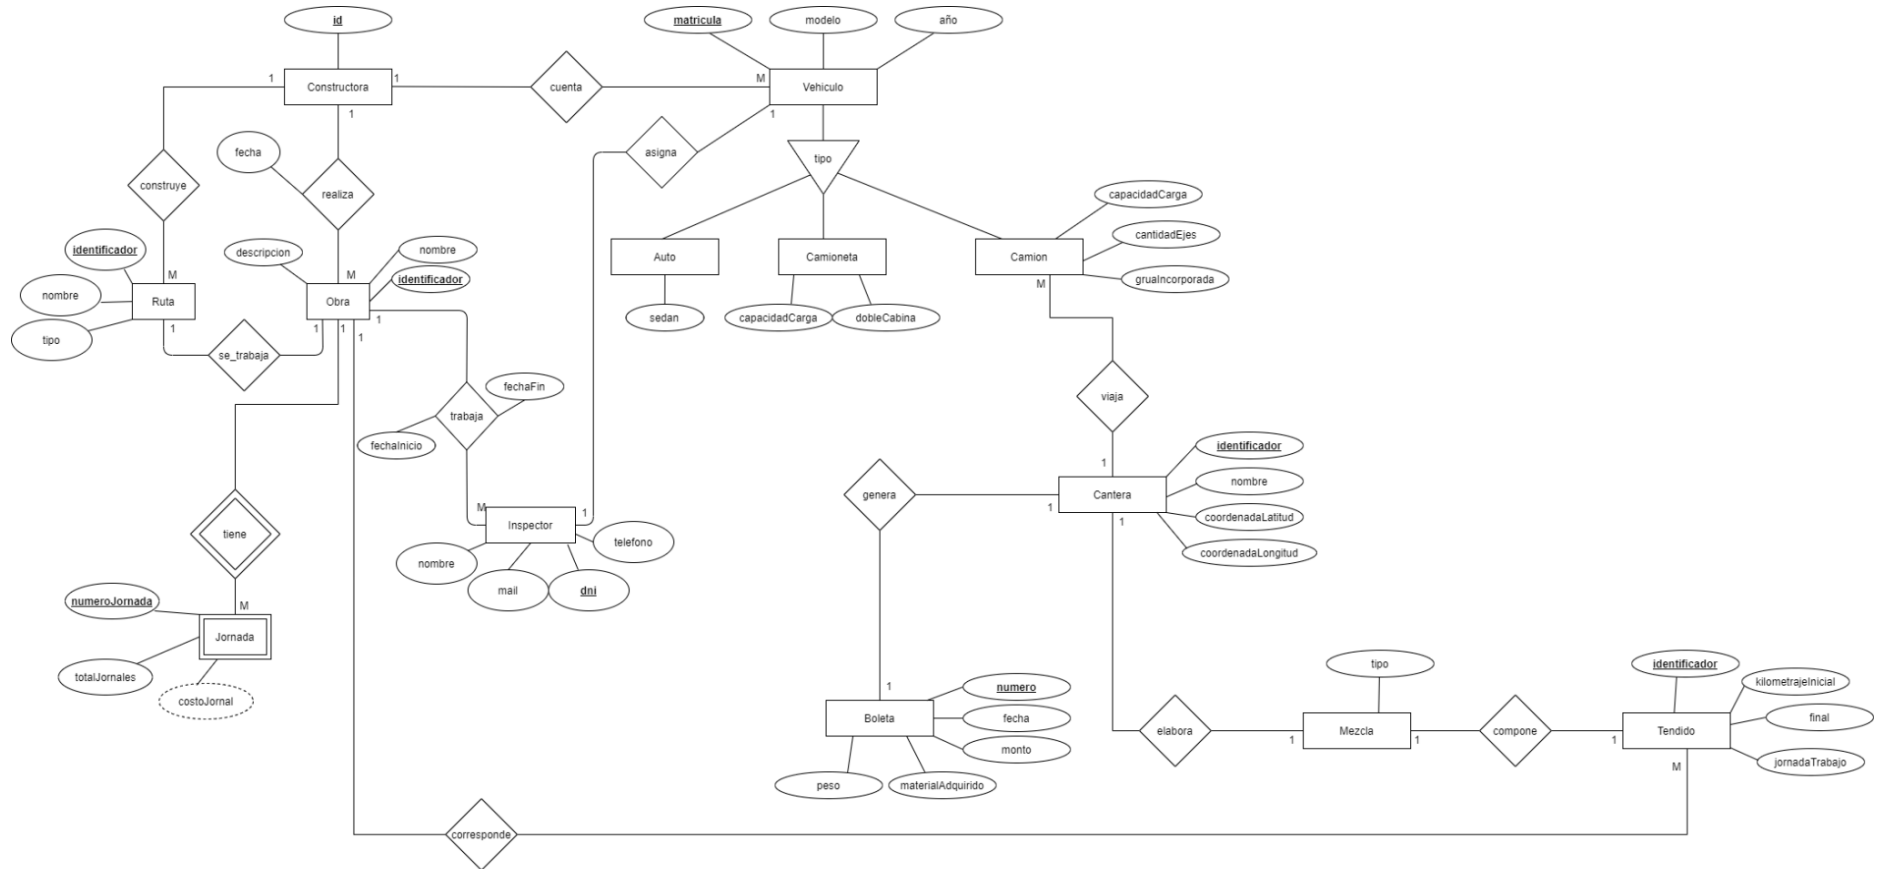 id
matricula
modelo
año
1
Constructora
1
1
cuenta
M
Vehiculo
1
fecha
construye
realiza
asigna
tipo
capacidadCarga
cantidadEjes
gruaIncorporada
identificador
nombre
tipo
M
Ruta
1
descripcion
nombre
identificador
M
Obra
1
1
1
1
se_trabaja
Auto
sedan
Camioneta
capacidadCarga
dobleCabina
Camion
M
viaja
1
fechaFin
trabaja
fechaInicio
M
Inspector
1
nombre
mail
dni
telefono
genera
1
Cantera
1
identificador
nombre
coordenadaLatitud
coordenadaLongitud
tiene
M
numeroJornada
Jornada
totalJornales
costoJornal
1
Boleta
numero
fecha
monto
peso
materialAdquirido
elabora
1
tipo
Mezcla
1
compone
1
Tendido
M
identificador
kilometrajeInicial
final
jornadaTrabajo
corresponde